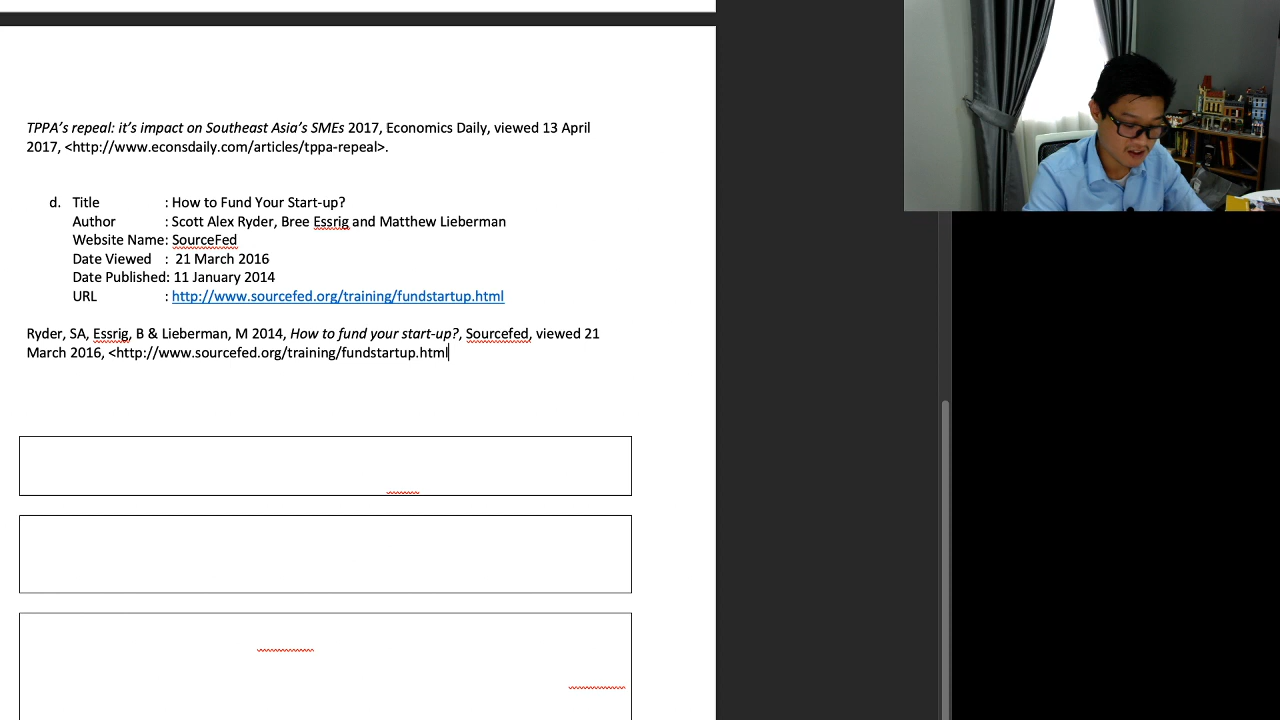 TPPA's repeal: it's impact on Southeast Asia's SMEs 2017, Economics Daily, viewed 13 April
2017, <http://www.econsdaily.com/articles/tppa-repeal>.
d. Title : How to Fund Your Start-up?
Author : Scott Alex Ryder, Bree Essrig and Matthew Lieberman
Website Name: SourceFed
Date Viewed : 21 March 2016
Date Published: 11 January 2014
URL : http://www.sourcefed.org/training/fundstartup.html
Ryder, SA, Essrig, B & Lieberman, M 2014, How to fund your start-up?, Sourcefed, viewed 21
March 2016, <http://www.sourcefed.org/training/fundstartup.html